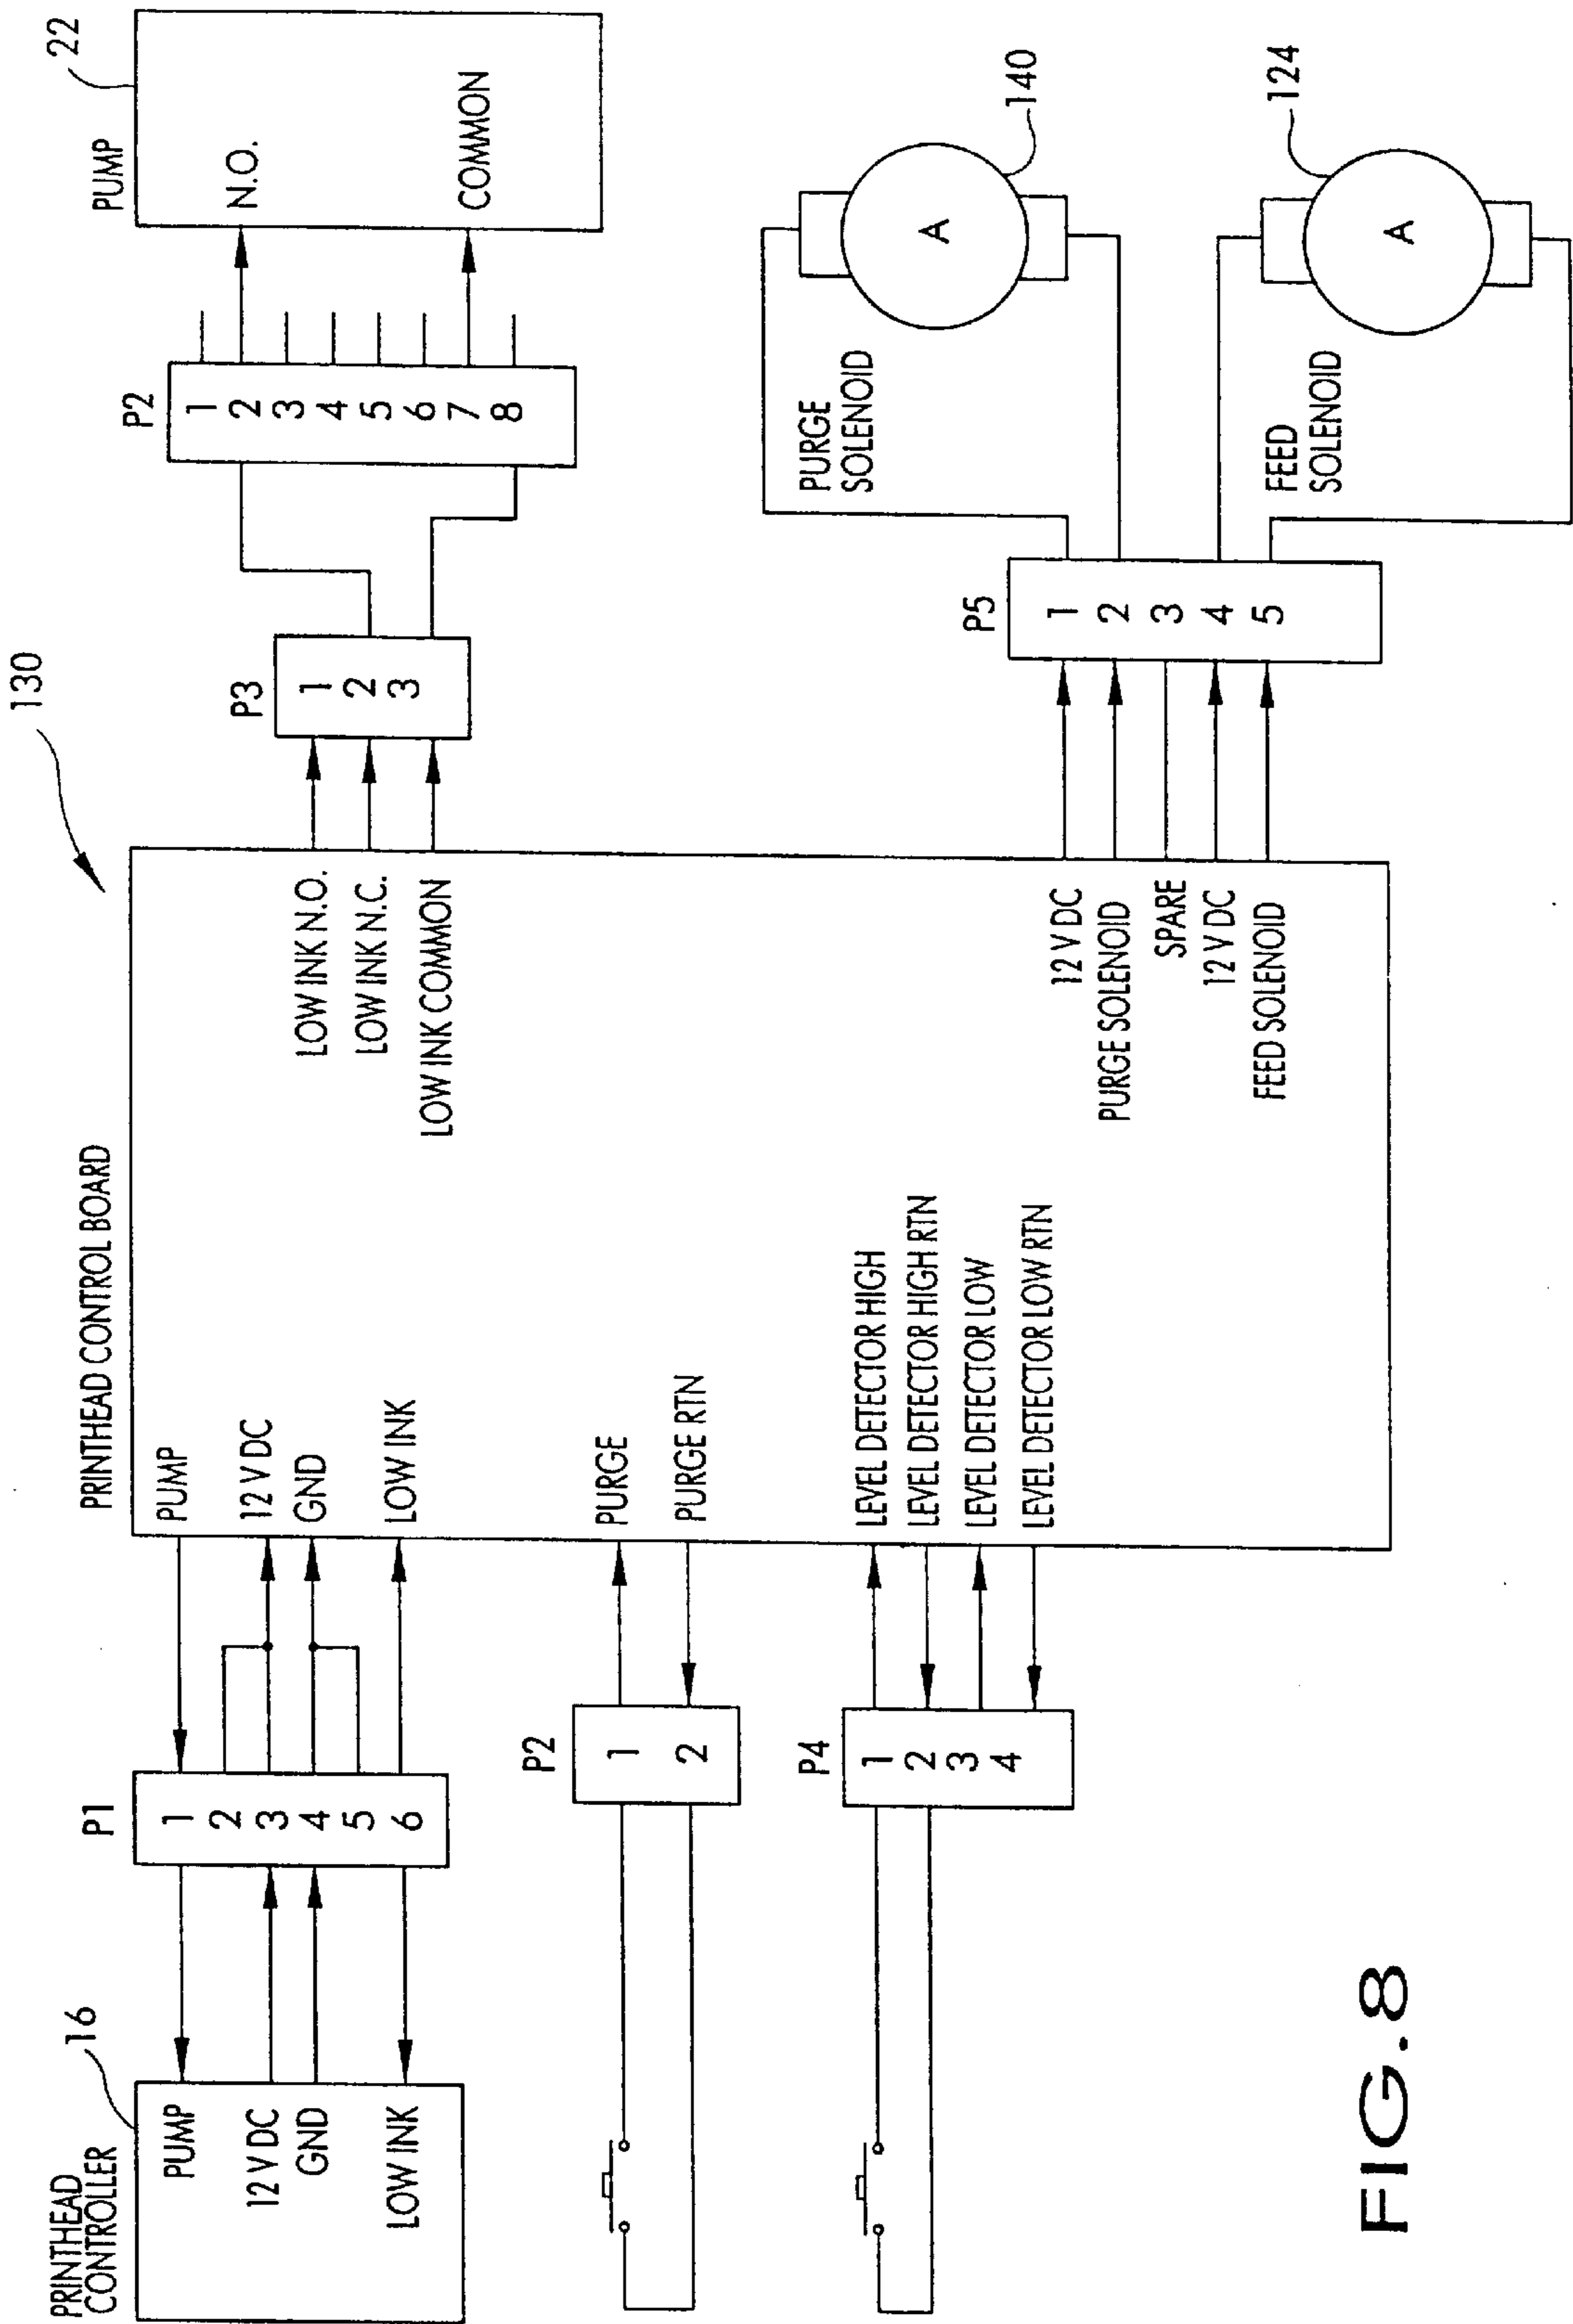 130
PRINTHEAD
CONTROLLER
16
PUMP
12 V DC
GND
LOW INK
P1
1
2
3
4
5
6
PRINTHEAD CONTROL BOARD
PUMP
12 V DC
GND
LOW INK
PURGE
PURGE RTN
LEVEL DETECTOR HIGH
LEVEL DETECTOR HIGH RTN
LEVEL DETECTOR LOW
LEVEL DETECTOR LOW RTN
P2
1
2
P4
1
2
3
4
LOW INK N.O.
LOW INK N.C.
LOW INK COMMON
12 V DC
PURGE SOLENOID
SPARE
12 V DC
FEED SOLENOID
P3
1
2
3
P2
1
2
3
4
5
6
7
8
PUMP
22
N.O.
COMMON
P5
1
2
3
4
5
PURGE
SOLENOID
A
140
FEED
SOLENOID
A
124
FIG.8